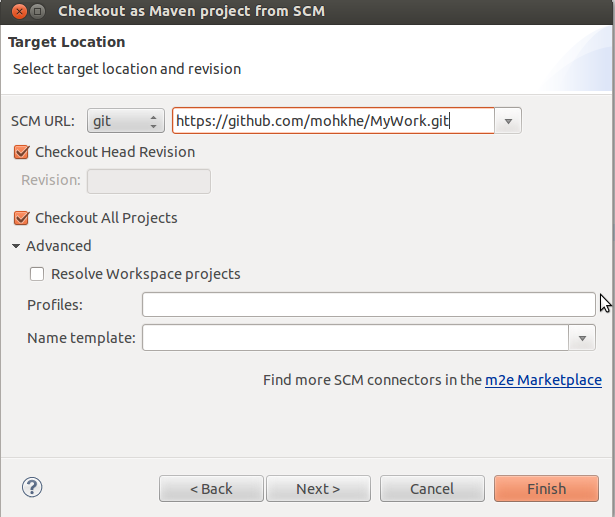 Checkout as Maven project from SCM
Target Location
Select target location and revision
SCM URL: git https://github.com/mohkhe/MyWork.git
Checkout Head Revision
Revision:
Checkout All Projects
Advanced
Resolve Workspace projects
Profiles:
Name template:
Find more SCM connectors in the m2e Marketplace
? < Back Next > Cancel Finish